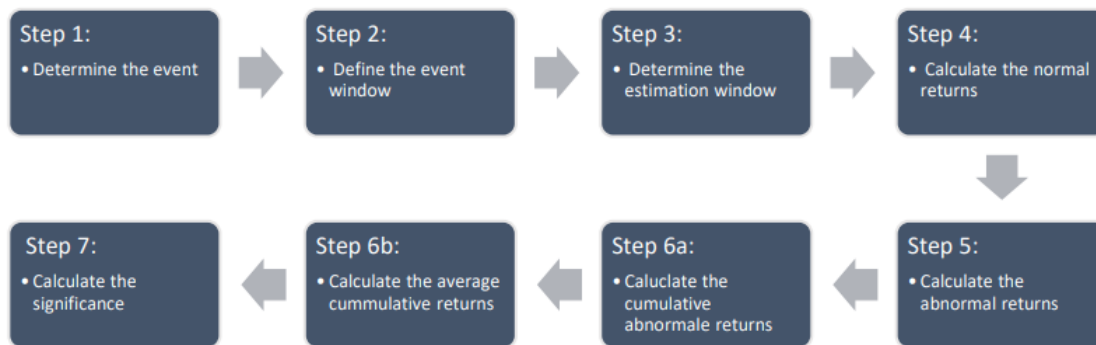 Step 1:
• Determine the event
Step 2:
• Define the event
window
Step 3:
• Determine the
estimation window
Step 4:
• Calculate the normal
returns
Step 5:
• Calculate the
abnormal returns
Step 6a:
• Caluclate the
cumulative
abnormale returns
Step 6b:
• Calculate the average
cummulative returns
Step 7:
• Calculate the
significance